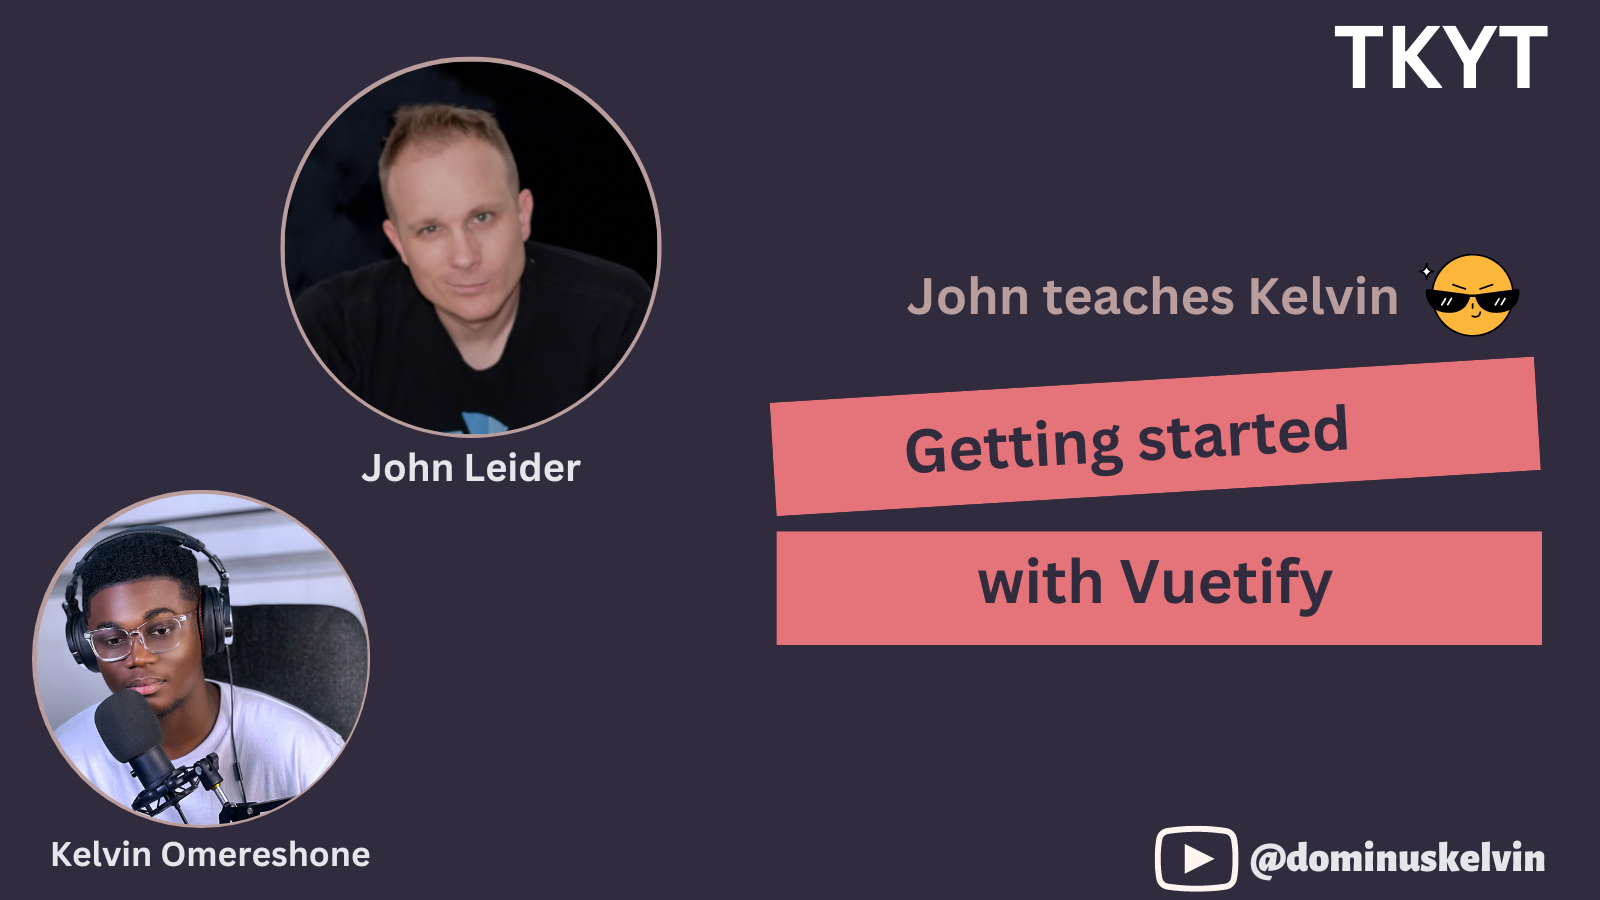 TKYT
John Leider
Kelvin Omereshone
John teaches Kelvin
Getting started
with Vuetify
@dominuskelvin